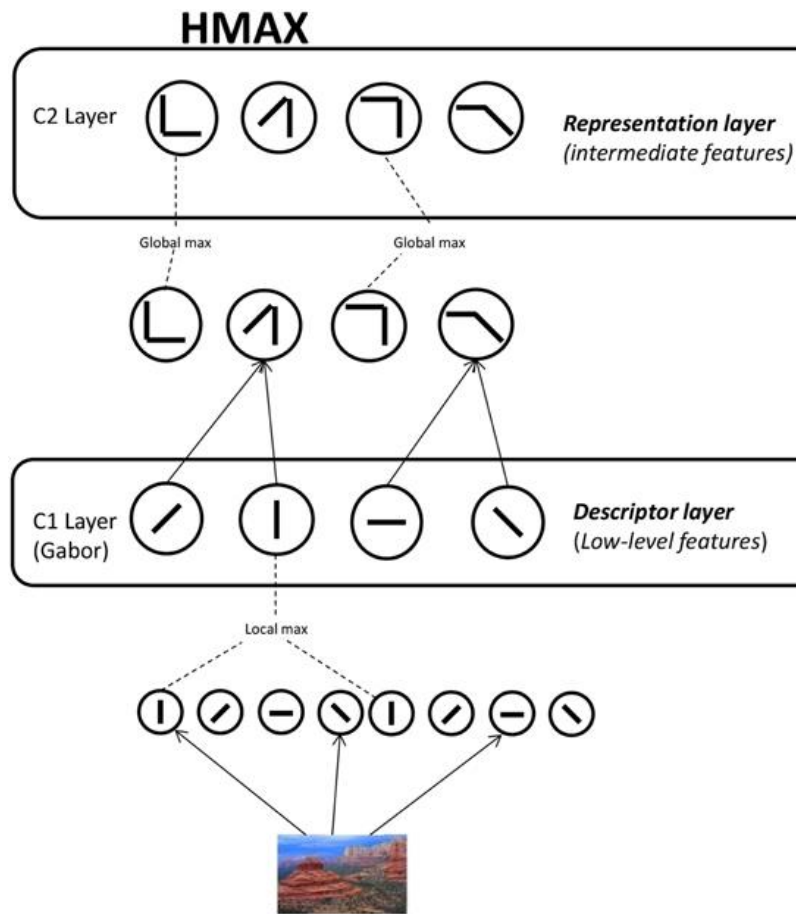 HMAX
C2 Layer
Representation layer
(intermediate features)
Global max
Global max
C1 Layer
(Gabor)
Descriptor layer
(Low-level features)
Local max